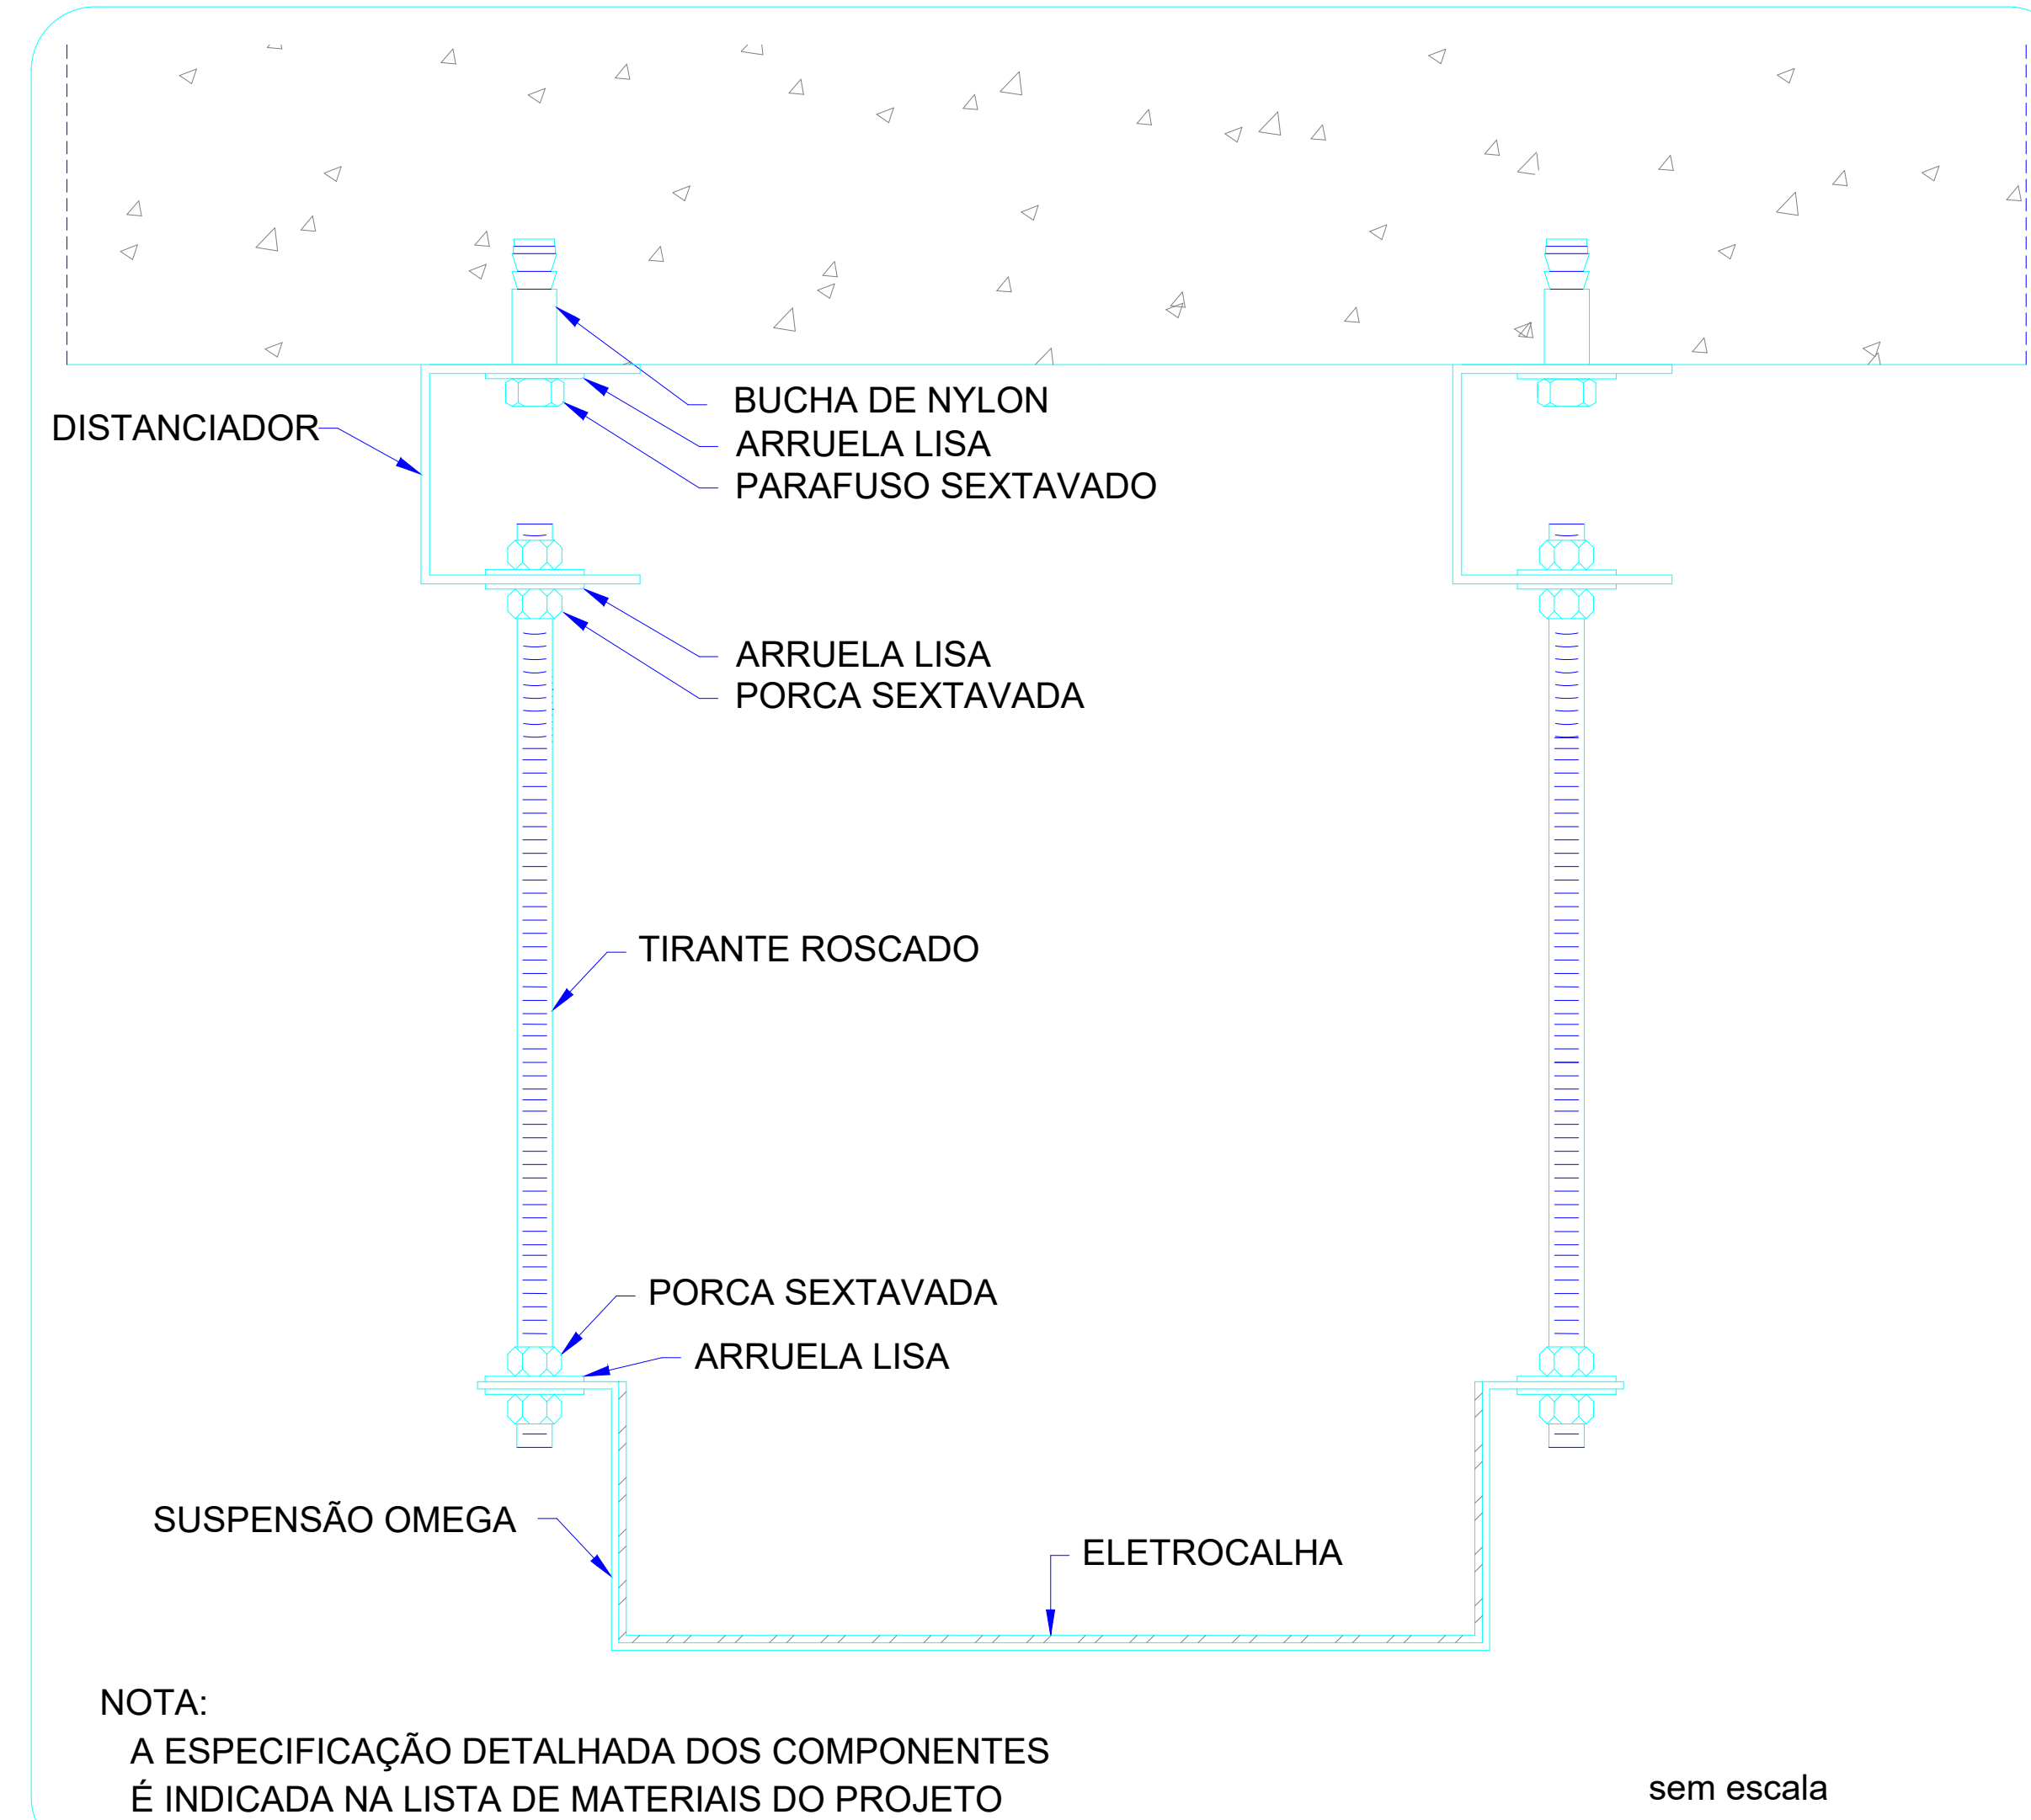 BUCHA DE NYLON
DISTANCIADOR
ARRUELA LISA
PARAFUSO SEXTAVADO
ARRUELA LISA
PORCA SEXTAVADA
TIRANTE ROSCADO
PORCA SEXTAVADA
ARRUELA LISA
SUSPENSÃO OMEGA
ELETROCALHA
NOTA:
A ESPECIFICAÇÃO DETALHADA DOS COMPONENTES
É INDICADA NA LISTA DE MATERIAIS DO PROJETO
sem escala